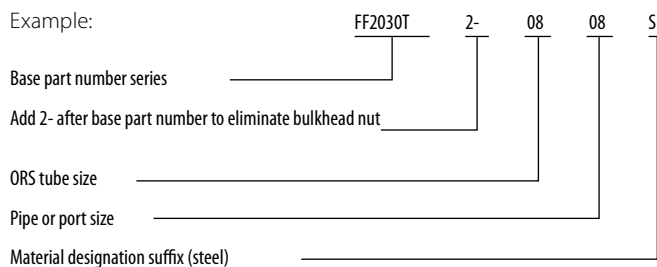 Example: FF2030T 2- 08 08 S
Base part number series
Add 2- after base part number to eliminate bulkhead nut
ORS tube size
Pipe or port size
Material designation suffix (steel)